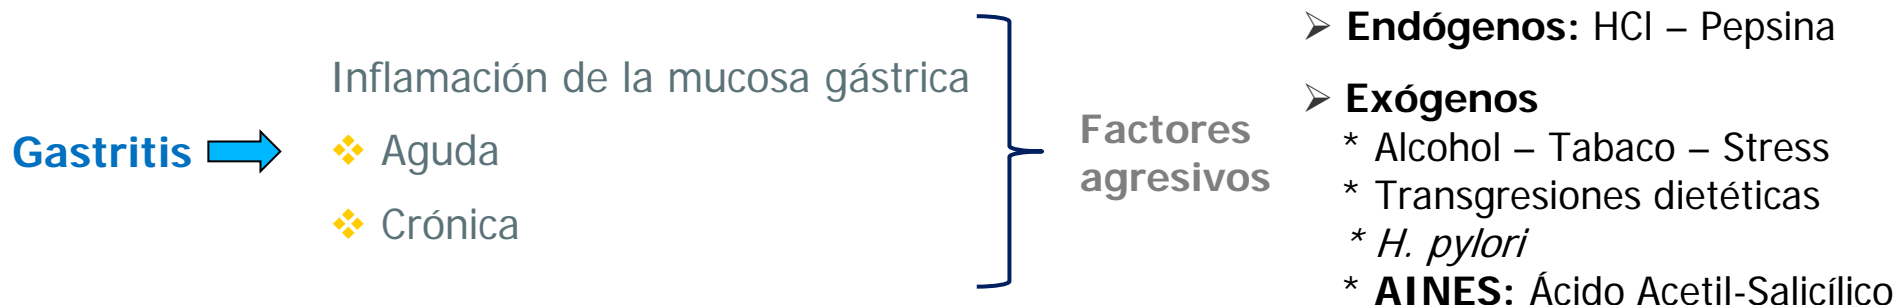 Gastritis
Inflamación de la mucosa gástrica
Aguda
Crónica
Factores
agresivos
Endógenos: HCl – Pepsina
Exógenos
* Alcohol – Tabaco – Stress
* Transgresiones dietéticas
* H. pylori
* AINES: Ácido Acetil-Salicílico